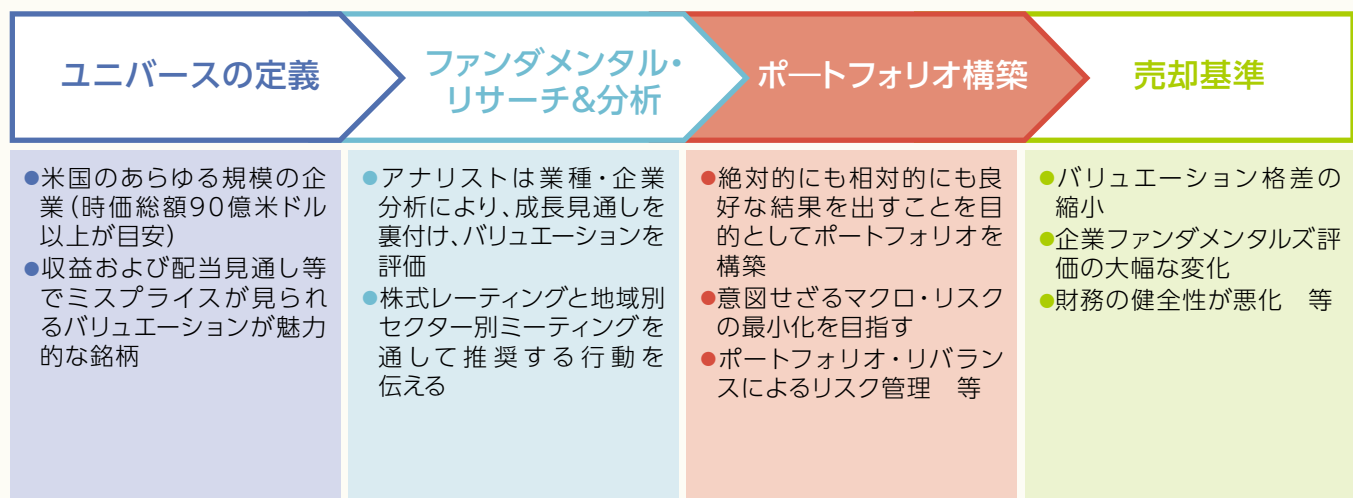 ユニバースの定義
ファンダメンタル・
リサーチ&分析
ポートフォリオ構築
売却基準
●米国のあらゆる規模の企
業(時価総額90億米ドル
以上が目安)
●収益および配当見通し等
でミスプライスが見られ
るバリュエーションが魅力
的な銘柄
●アナリストは業種・企業
分析により、成長見通しを
裏付け、バリュエーションを
評価
●株式レーティングと地域別
セクター別ミーティングを
通して推奨する行動を
伝える
●絶対的にも相対的にも良
好な結果を出すことを目
的としてポートフォリオを
構築
●意図せざるマクロ・リスク
の最小化を目指す
●ポートフォリオ・リバラン
スによるリスク管理　等
●バリュエーション格差の
縮小
●企業ファンダメンタルズ評
価の大幅な変化
●財務の健全性が悪化　等